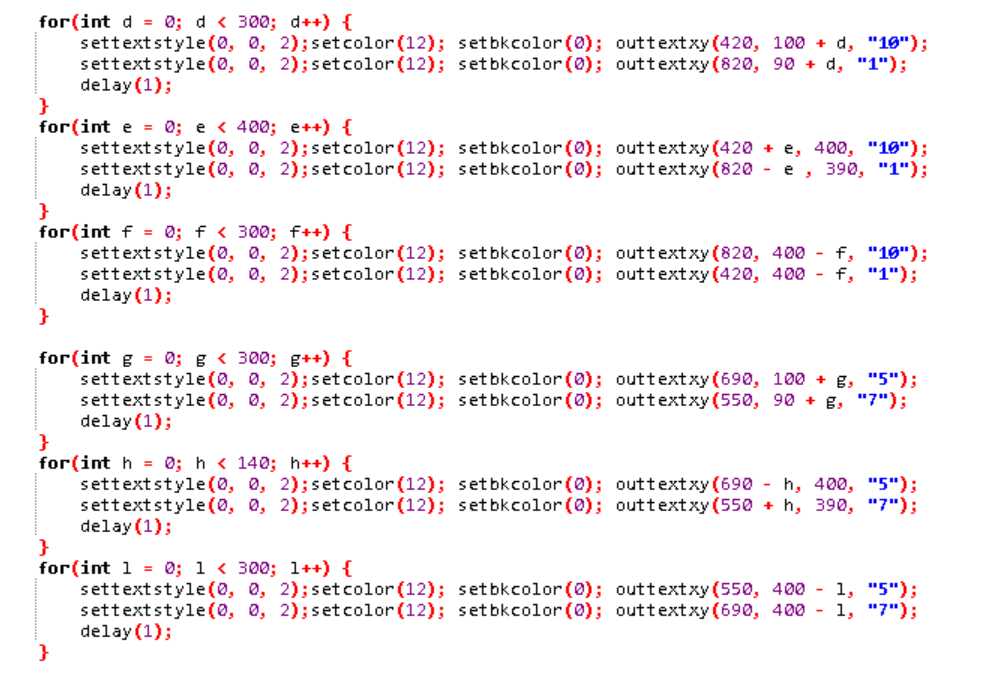 for(int d = 0; d < 300; d++) {
settextstyle(0, 0, 2);setcolor(12); setbkcolor(0); outtextxy(420, 100 + d, "10");
settextstyle(0, 0, 2);setcolor(12); setbkcolor(0); outtextxy(820, 90 + d, "1");
delay(1);
}
for(int e = 0; e < 400; e++) {
settextstyle(0, 0, 2);setcolor(12); setbkcolor(0); outtextxy(420 + e, 400, "10");
settextstyle(0, 0, 2);setcolor(12); setbkcolor(0); outtextxy(820 - e , 390, "1");
delay(1);
}
for(int f = 0; f < 300; f++) {
settextstyle(0, 0, 2);setcolor(12); setbkcolor(0); outtextxy(820, 400 - f, "10");
settextstyle(0, 0, 2);setcolor(12); setbkcolor(0); outtextxy(420, 400 - f, "1");
delay(1);
}
for(int g = 0; g < 300; g++) {
settextstyle(0, 0, 2);setcolor(12); setbkcolor(0); outtextxy(690, 100 + g, "5");
settextstyle(0, 0, 2);setcolor(12); setbkcolor(0); outtextxy(550, 90 + g, "7");
delay(1);
}
for(int h = 0; h < 140; h++) {
settextstyle(0, 0, 2);setcolor(12); setbkcolor(0); outtextxy(690 - h, 400, "5");
settextstyle(0, 0, 2);setcolor(12); setbkcolor(0); outtextxy(550 + h, 390, "7");
delay(1);
}
for(int l = 0; l < 300; l++) {
settextstyle(0, 0, 2);setcolor(12); setbkcolor(0); outtextxy(550, 400 - l, "5");
settextstyle(0, 0, 2);setcolor(12); setbkcolor(0); outtextxy(690, 400 - l, "7");
delay(1);
}